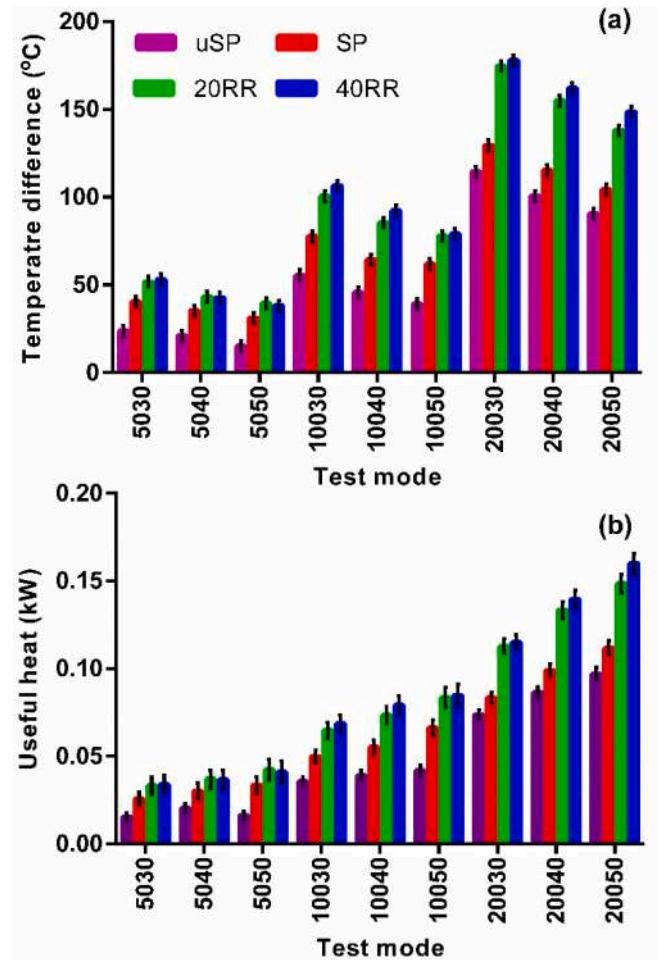 (a)
uSP SP
20RR 40RR
Temperatre difference (ºC)
200
150
100
50
0
5030 5040 5050 10030 10040 10050 20030 20040 20050
Test mode
(b)
Useful heat (kW)
0.20
0.15
0.10
0.05
0.00
5030 5040 5050 10030 10040 10050 20030 20040 20050
Test mode